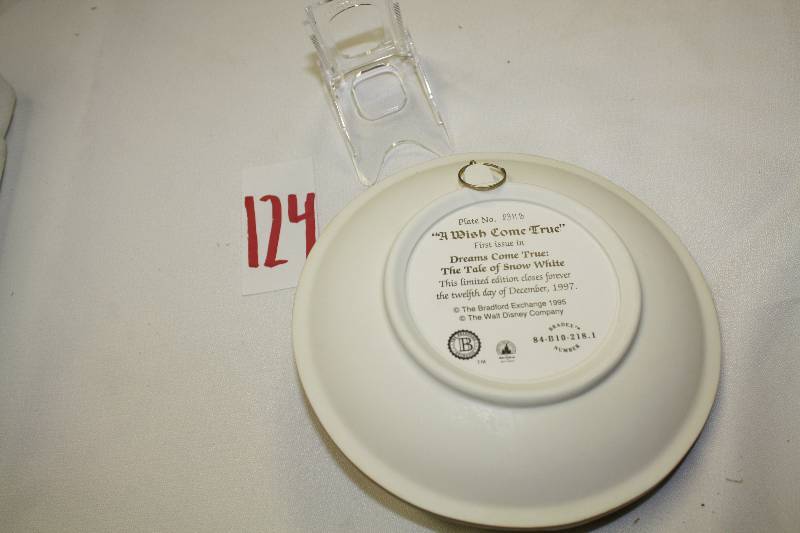 124
Plate No.
"A Wish Come True"
First issue in
Dreams Come True:
The Tale of Snow White
This limited edition closes forever
the twelfth day of December, 1997.
© The Bradford Exchange 1995
© The Walt Disney Company
B
TM
BRADEX™
84-B10-218.1
NUMBER